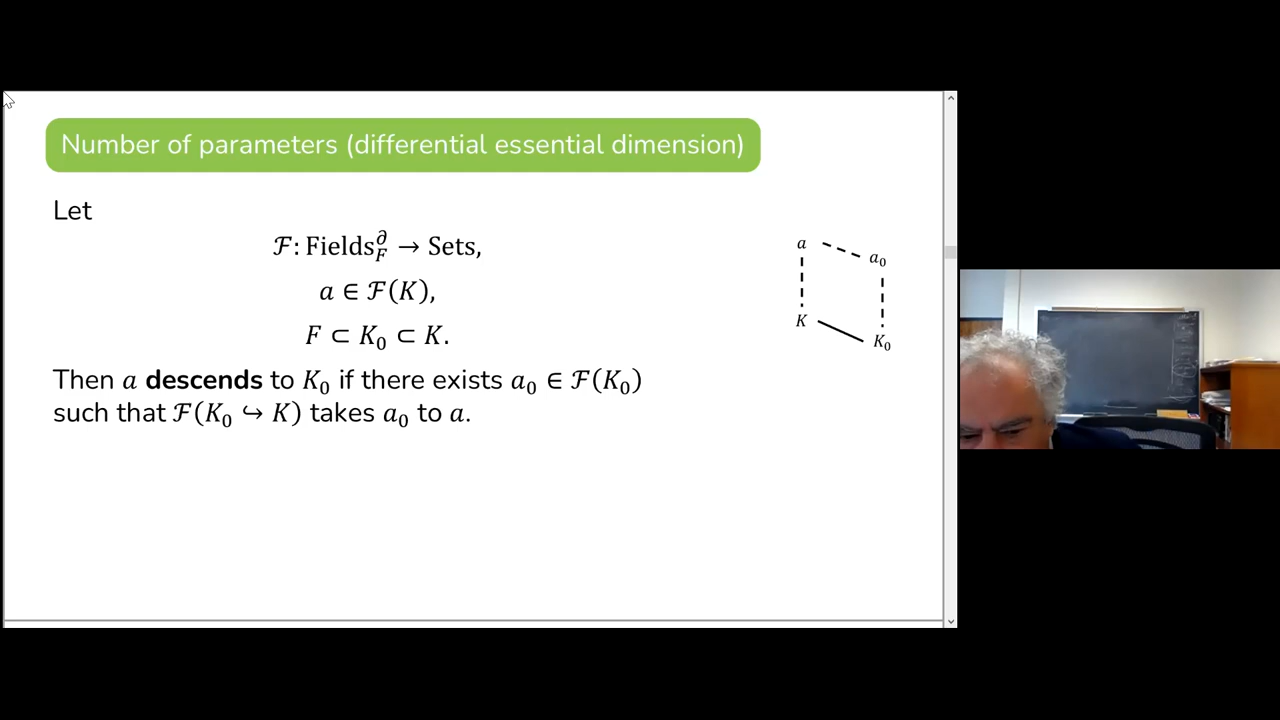 Number of parameters (differential essential dimension)
Let
ℱ: Fields_F^∂ → Sets,
a ∈ ℱ(K),
F ⊂ K₀ ⊂ K.
Then a descends to K₀ if there exists a₀ ∈ ℱ(K₀)
such that ℱ(K₀ ↪ K) takes a₀ to a.
a
a₀
K
K₀